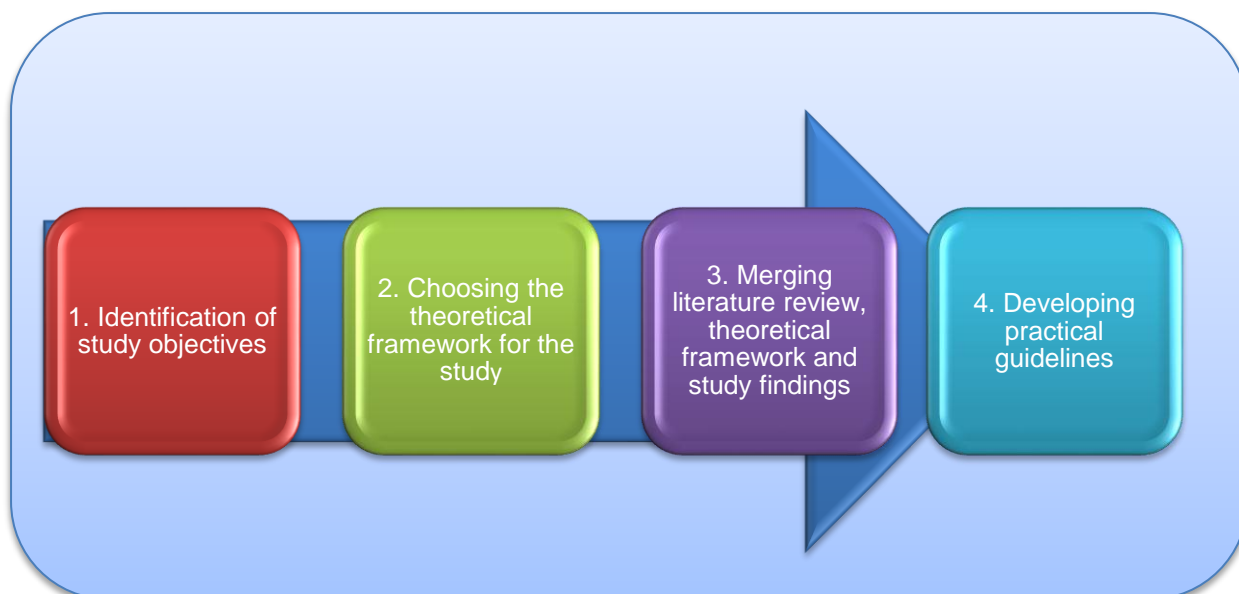 1. Identification of
study objectives
2. Choosing the
theoretical
framework for the
study
3. Merging
literature review,
theoretical
framework and
study findings
4. Developing
practical
guidelines